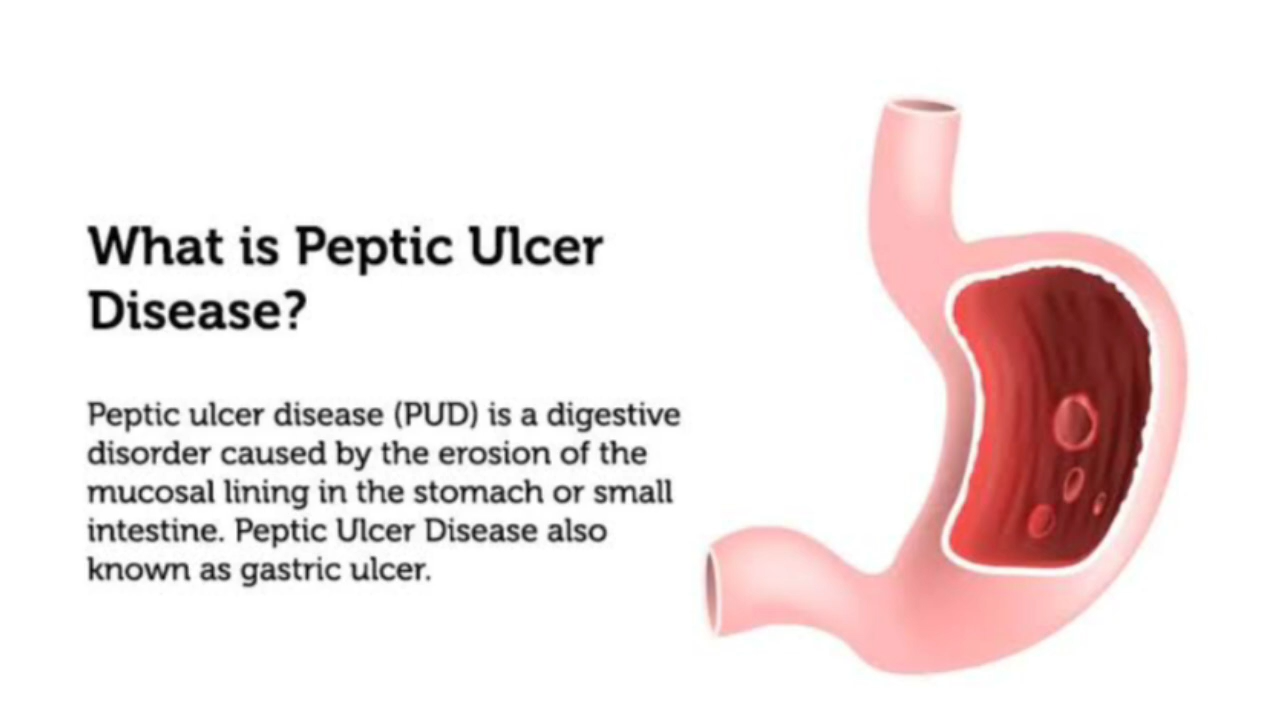 What is Peptic Ulcer
Disease?
Peptic ulcer disease (PUD) is a digestive
disorder caused by the erosion of the
mucosal lining in the stomach or small
intestine. Peptic Ulcer Disease also
known as gastric ulcer.